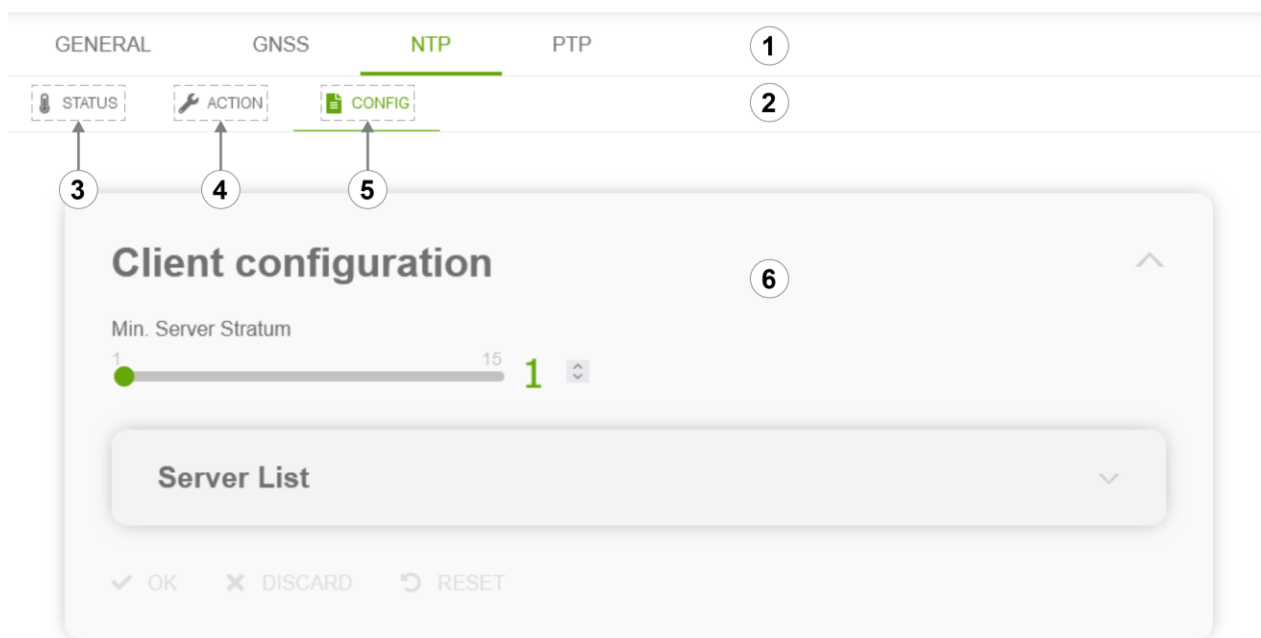 GENERAL GNSS NTP PTP 1
STATUS ACTION CONFIG 2
3 4 5
Client configuration
6
Min. Server Stratum
1 15
1
Server List
OK DISCARD RESET